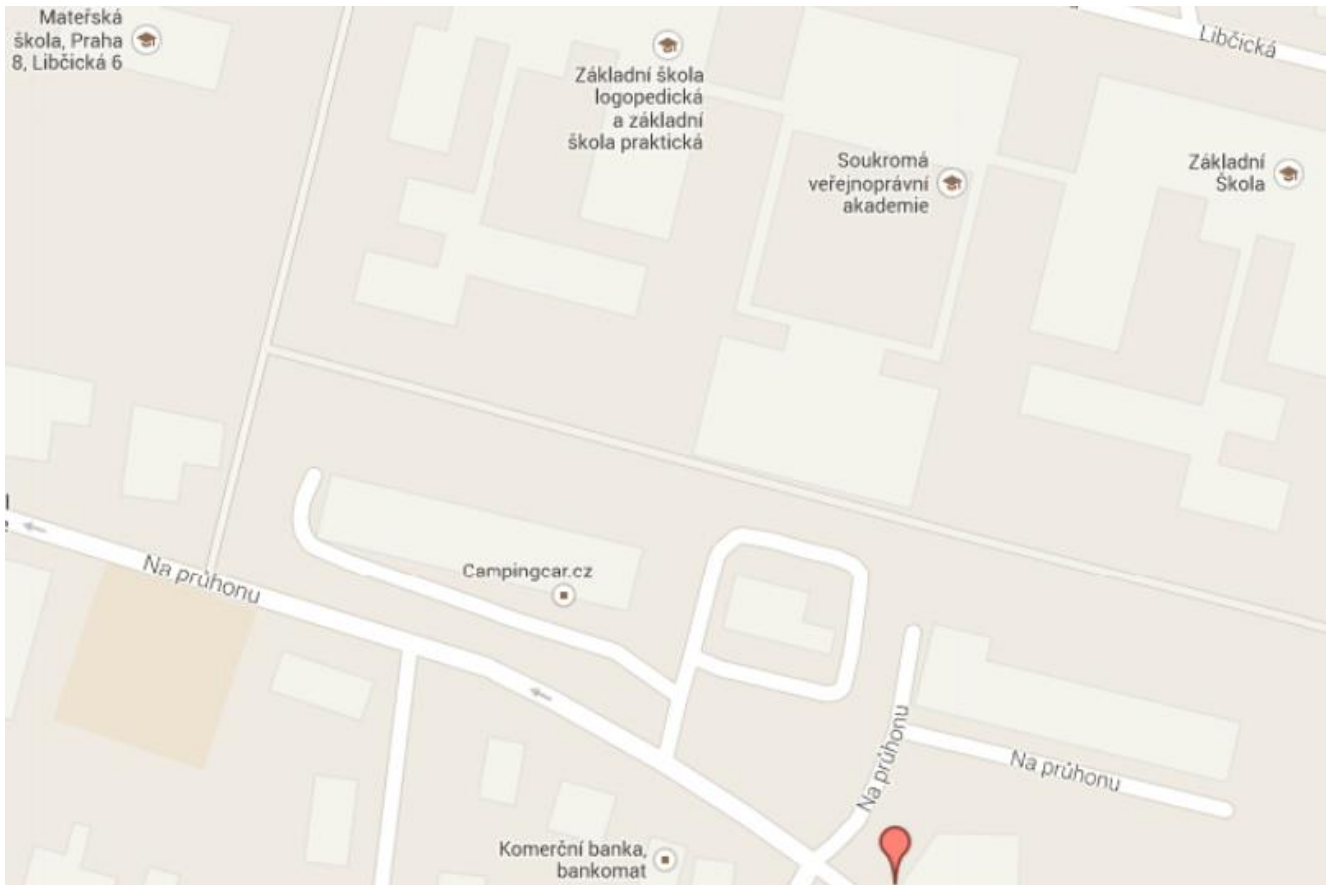 Mateřská
škola, Praha
8, Libčická 6
Základní škola
logopedická
a základní
škola praktická
Libčická
Soukromá
veřejnoprávní
akademie
Základní
Škola
Na průhonu
Campingcar.cz
Na průhonu
Na průhonu
Komerční banka,
bankomat